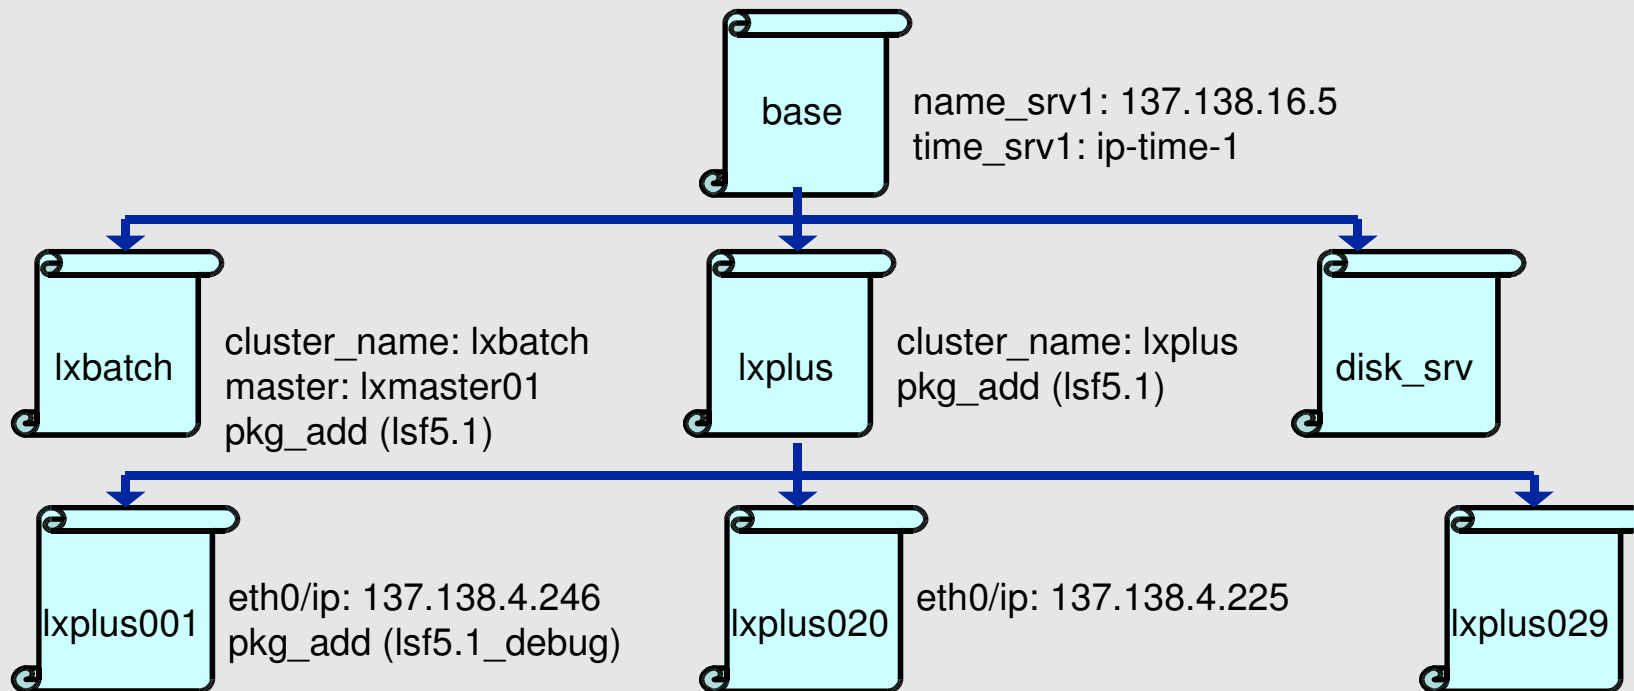 base
name_srv1: 137.138.16.5
time_srv1: ip-time-1
lxbatch
cluster_name: lxbatch
master: lxmaster01
pkg_add (lsf5.1)
lxplus
cluster_name: lxplus
pkg_add (lsf5.1)
disk_srv
lxplus001
eth0/ip: 137.138.4.246
pkg_add (lsf5.1_debug)
lxplus020
eth0/ip: 137.138.4.225
lxplus029